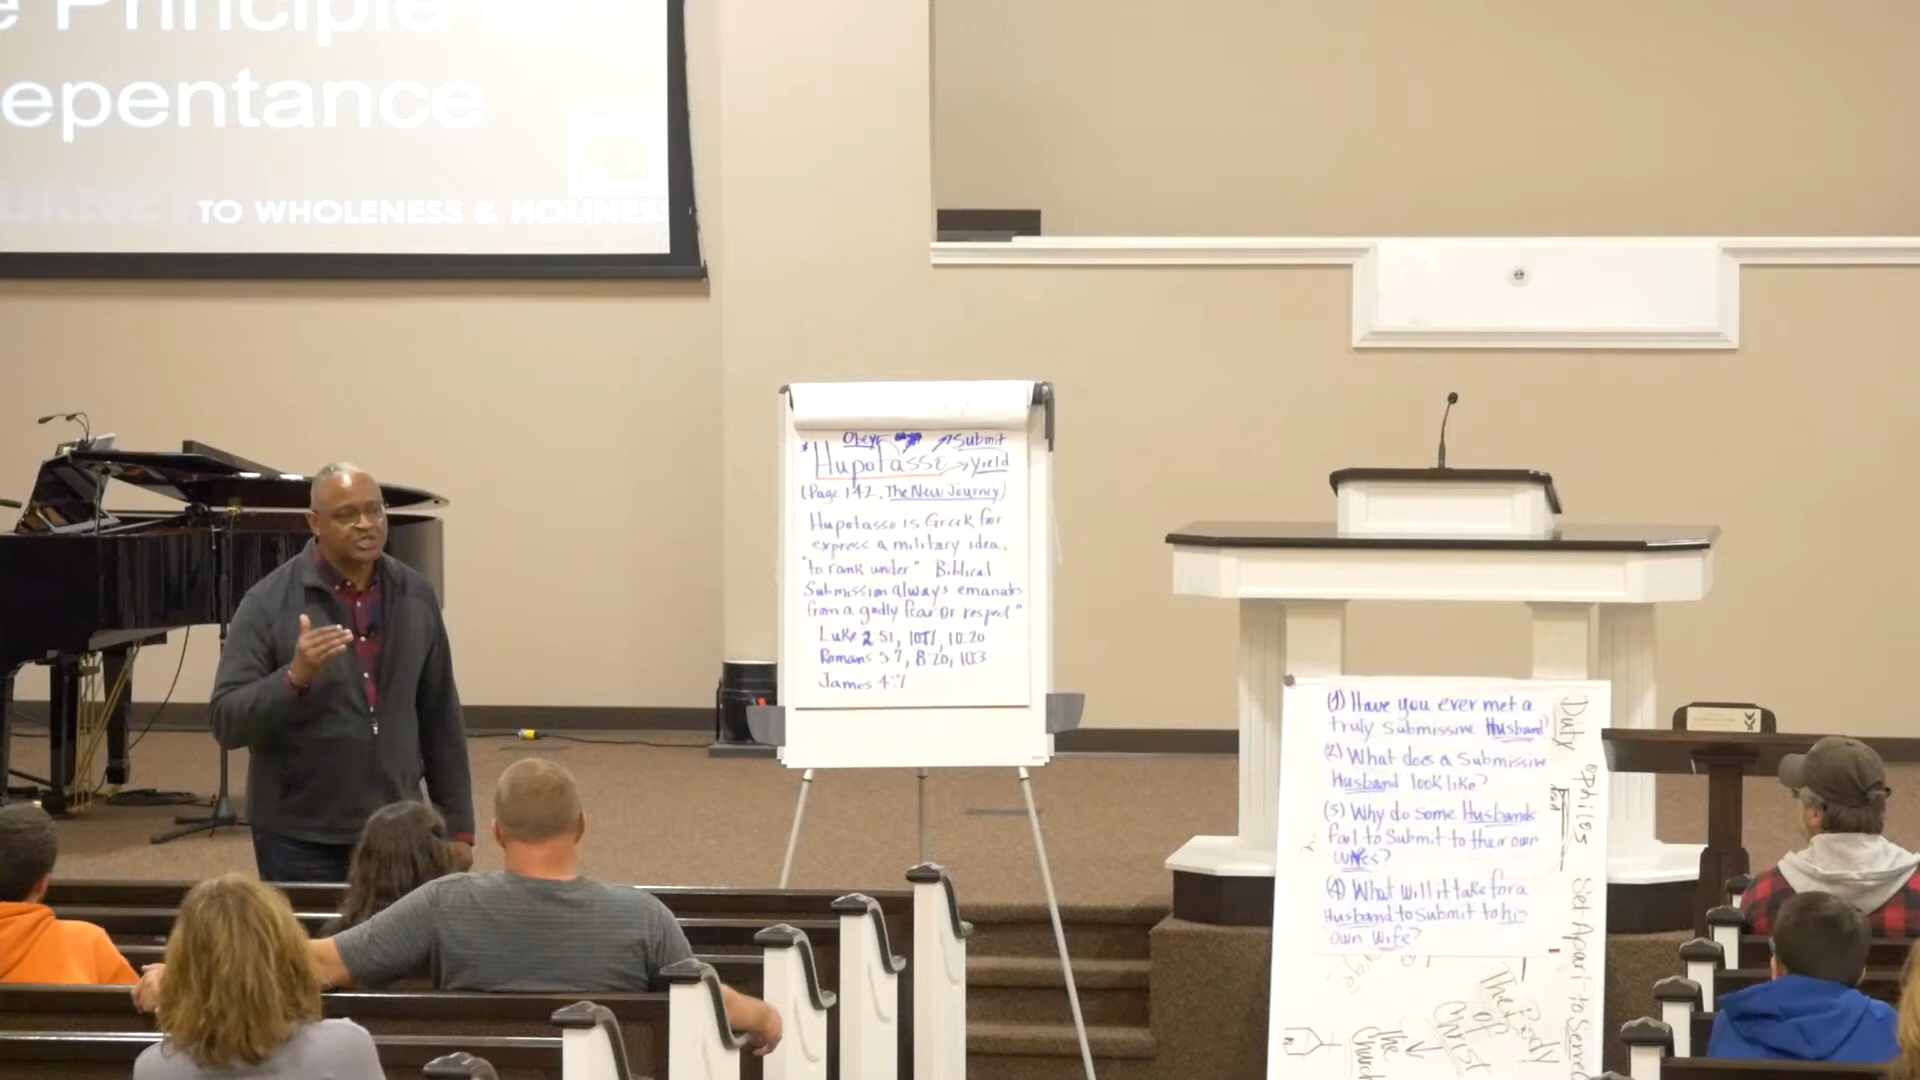 Principle
epentance
TO WHOLENESS & HOLINESS
Obey Submit
* Hupotasso → Yield
(Page 142, The New Journey)
Hupotasso is Greek for
express a military idea,
"to rank under" Biblical
Submission always emanates
from a godly fear or respect"
Luke 2 51, 10:20
Romans 5:7, 8:20, 10:3
James 4:7
(1) Have you ever met a
truly submissive Husband?
(2) What does a Submissive
Husband look like?
(3) Why do some Husbands
fail to submit to their own
Wives?
(4) What will it take for a
Husband to submit to his
own wife?
Duty
Philos
Set Apart to Serve
The Body
of
Christ
The
Church